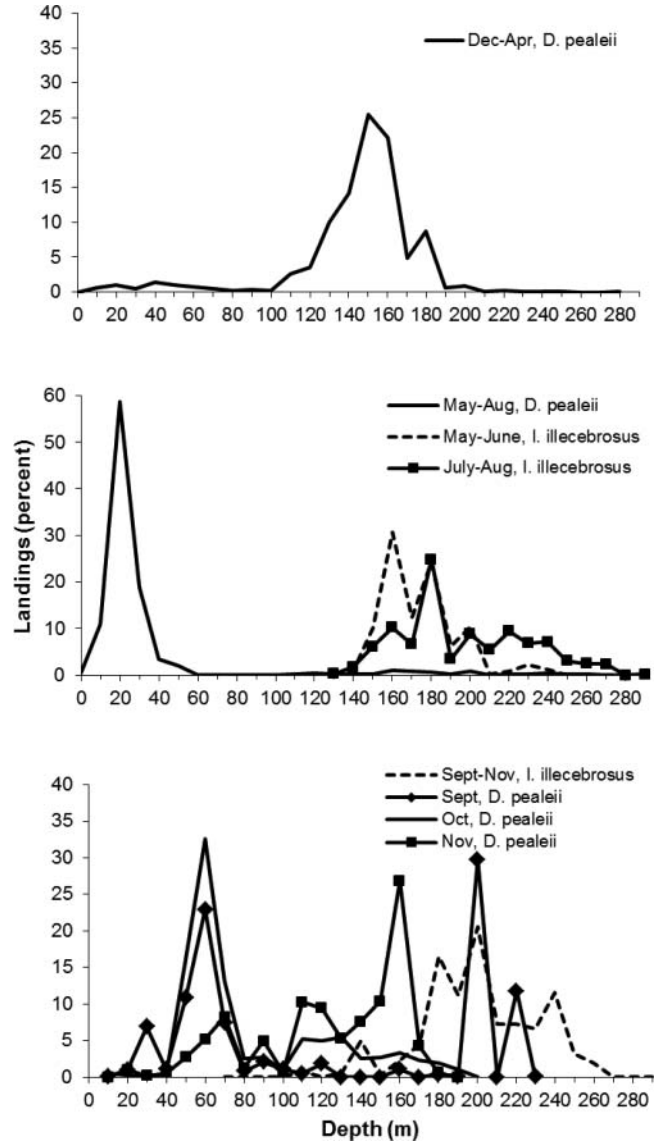 40
35
30
25
20
15
10
5
0
Dec-Apr, D. pealeii
0 20 40 60 80 100 120 140 160 180 200 220 240 260 280
Landings (percent)
60
50
40
30
20
10
0
May-Aug, D. pealeii
May-June, I. illecebrosus
July-Aug, I. illecebrosus
0 20 40 60 80 100 120 140 160 180 200 220 240 260 280
40
35
30
25
20
15
10
5
0
Sept-Nov, I. illecebrosus
Sept, D. pealeii
Oct, D. pealeii
Nov, D. pealeii
0 20 40 60 80 100 120 140 160 180 200 220 240 260 280
Depth (m)